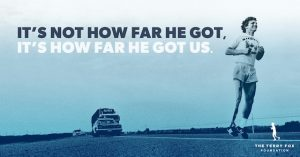 IT'S NOT HOW FAR HE GOT,
IT'S HOW FAR HE GOT US.
THE TERRY FOX
FOUNDATION